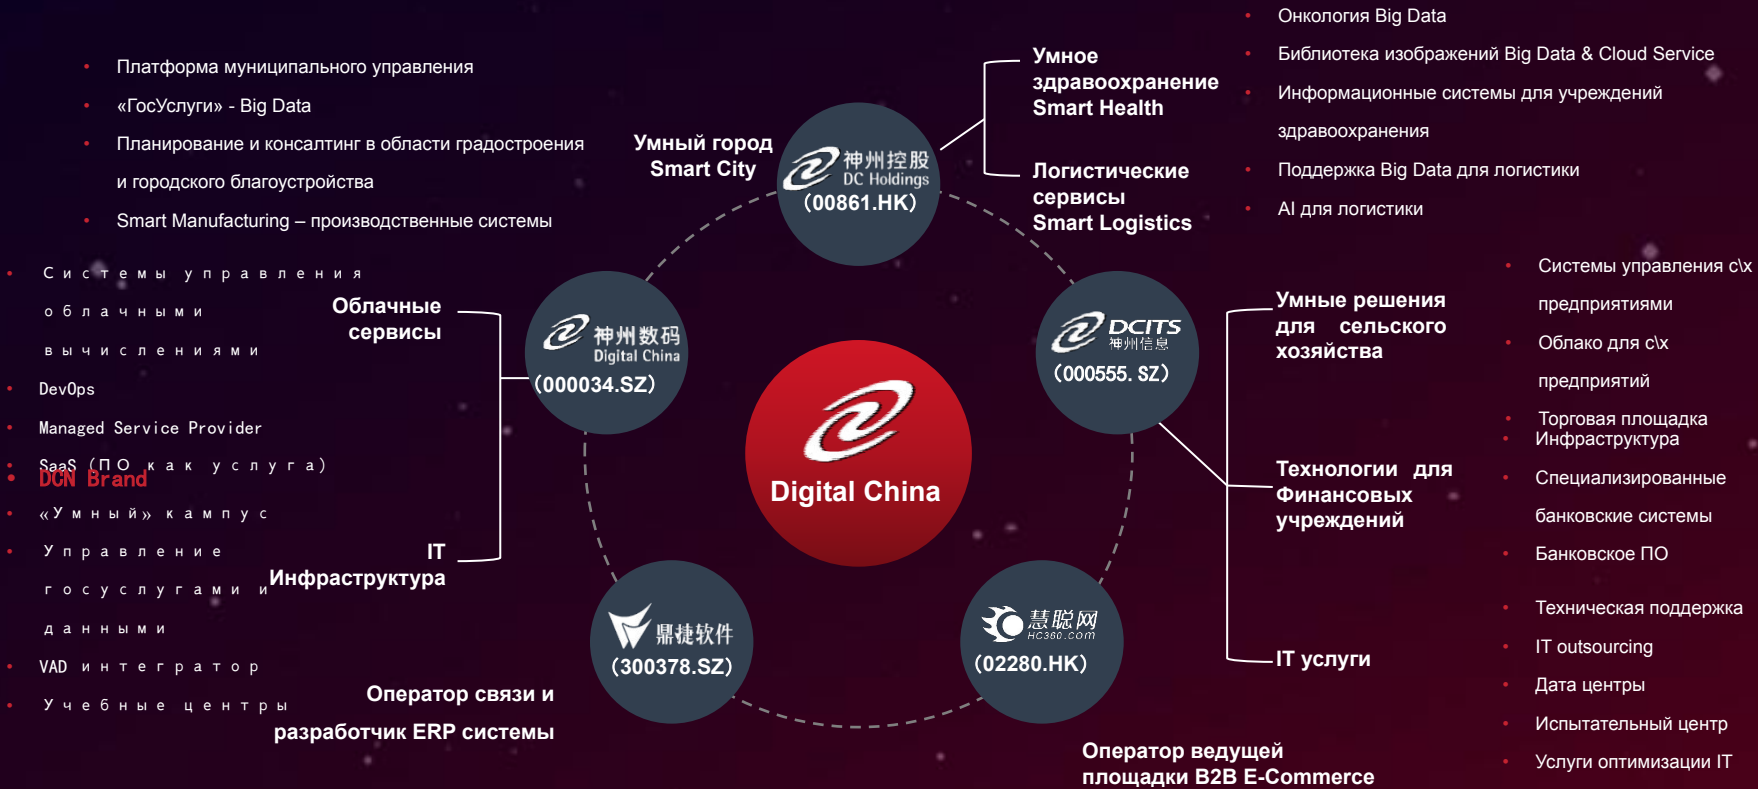 Платформа муниципального управления
«ГосУслуги» - Big Data
Планирование и консалтинг в области градостроения
и городского благоустройства
Smart Manufacturing – производственные системы
Умный город
Smart City
神州控股
DC Holdings
(00861.HK)
Умное
здравоохранение
Smart Health
Логистические
сервисы
Smart Logistics
Онкология Big Data
Библиотека изображений Big Data & Cloud Service
Информационные системы для учреждений
здравоохранения
Поддержка Big Data для логистики
AI для логистики
Системы управления
облачными
вычислениями
DevOps
Managed Service Provider
SaaS (ПО как услуга)
DCN Brand
«Умный» кампус
Управление
госуслугами и
данными
VAD интегратор
Учебные центры
Облачные
сервисы
IT
Инфраструктура
神州数码
Digital China
(000034.SZ)
Digital China
DCITS
神州信息
(000555.SZ)
Умные решения
для сельского
хозяйства
Технологии для
Финансовых
учреждений
IT услуги
Системы управления с\х
предприятиями
Облако для с\х
предприятий
Торговая площадка
Инфраструктура
Специализированные
банковские системы
Банковское ПО
Техническая поддержка
IT outsourcing
Дата центры
Испытательный центр
Услуги оптимизации IT
鼎捷软件
(300378.SZ)
Оператор связи и
разработчик ERP системы
慧聪网
HC360.COM
(02280.HK)
Оператор ведущей
площадки B2B E-Commerce